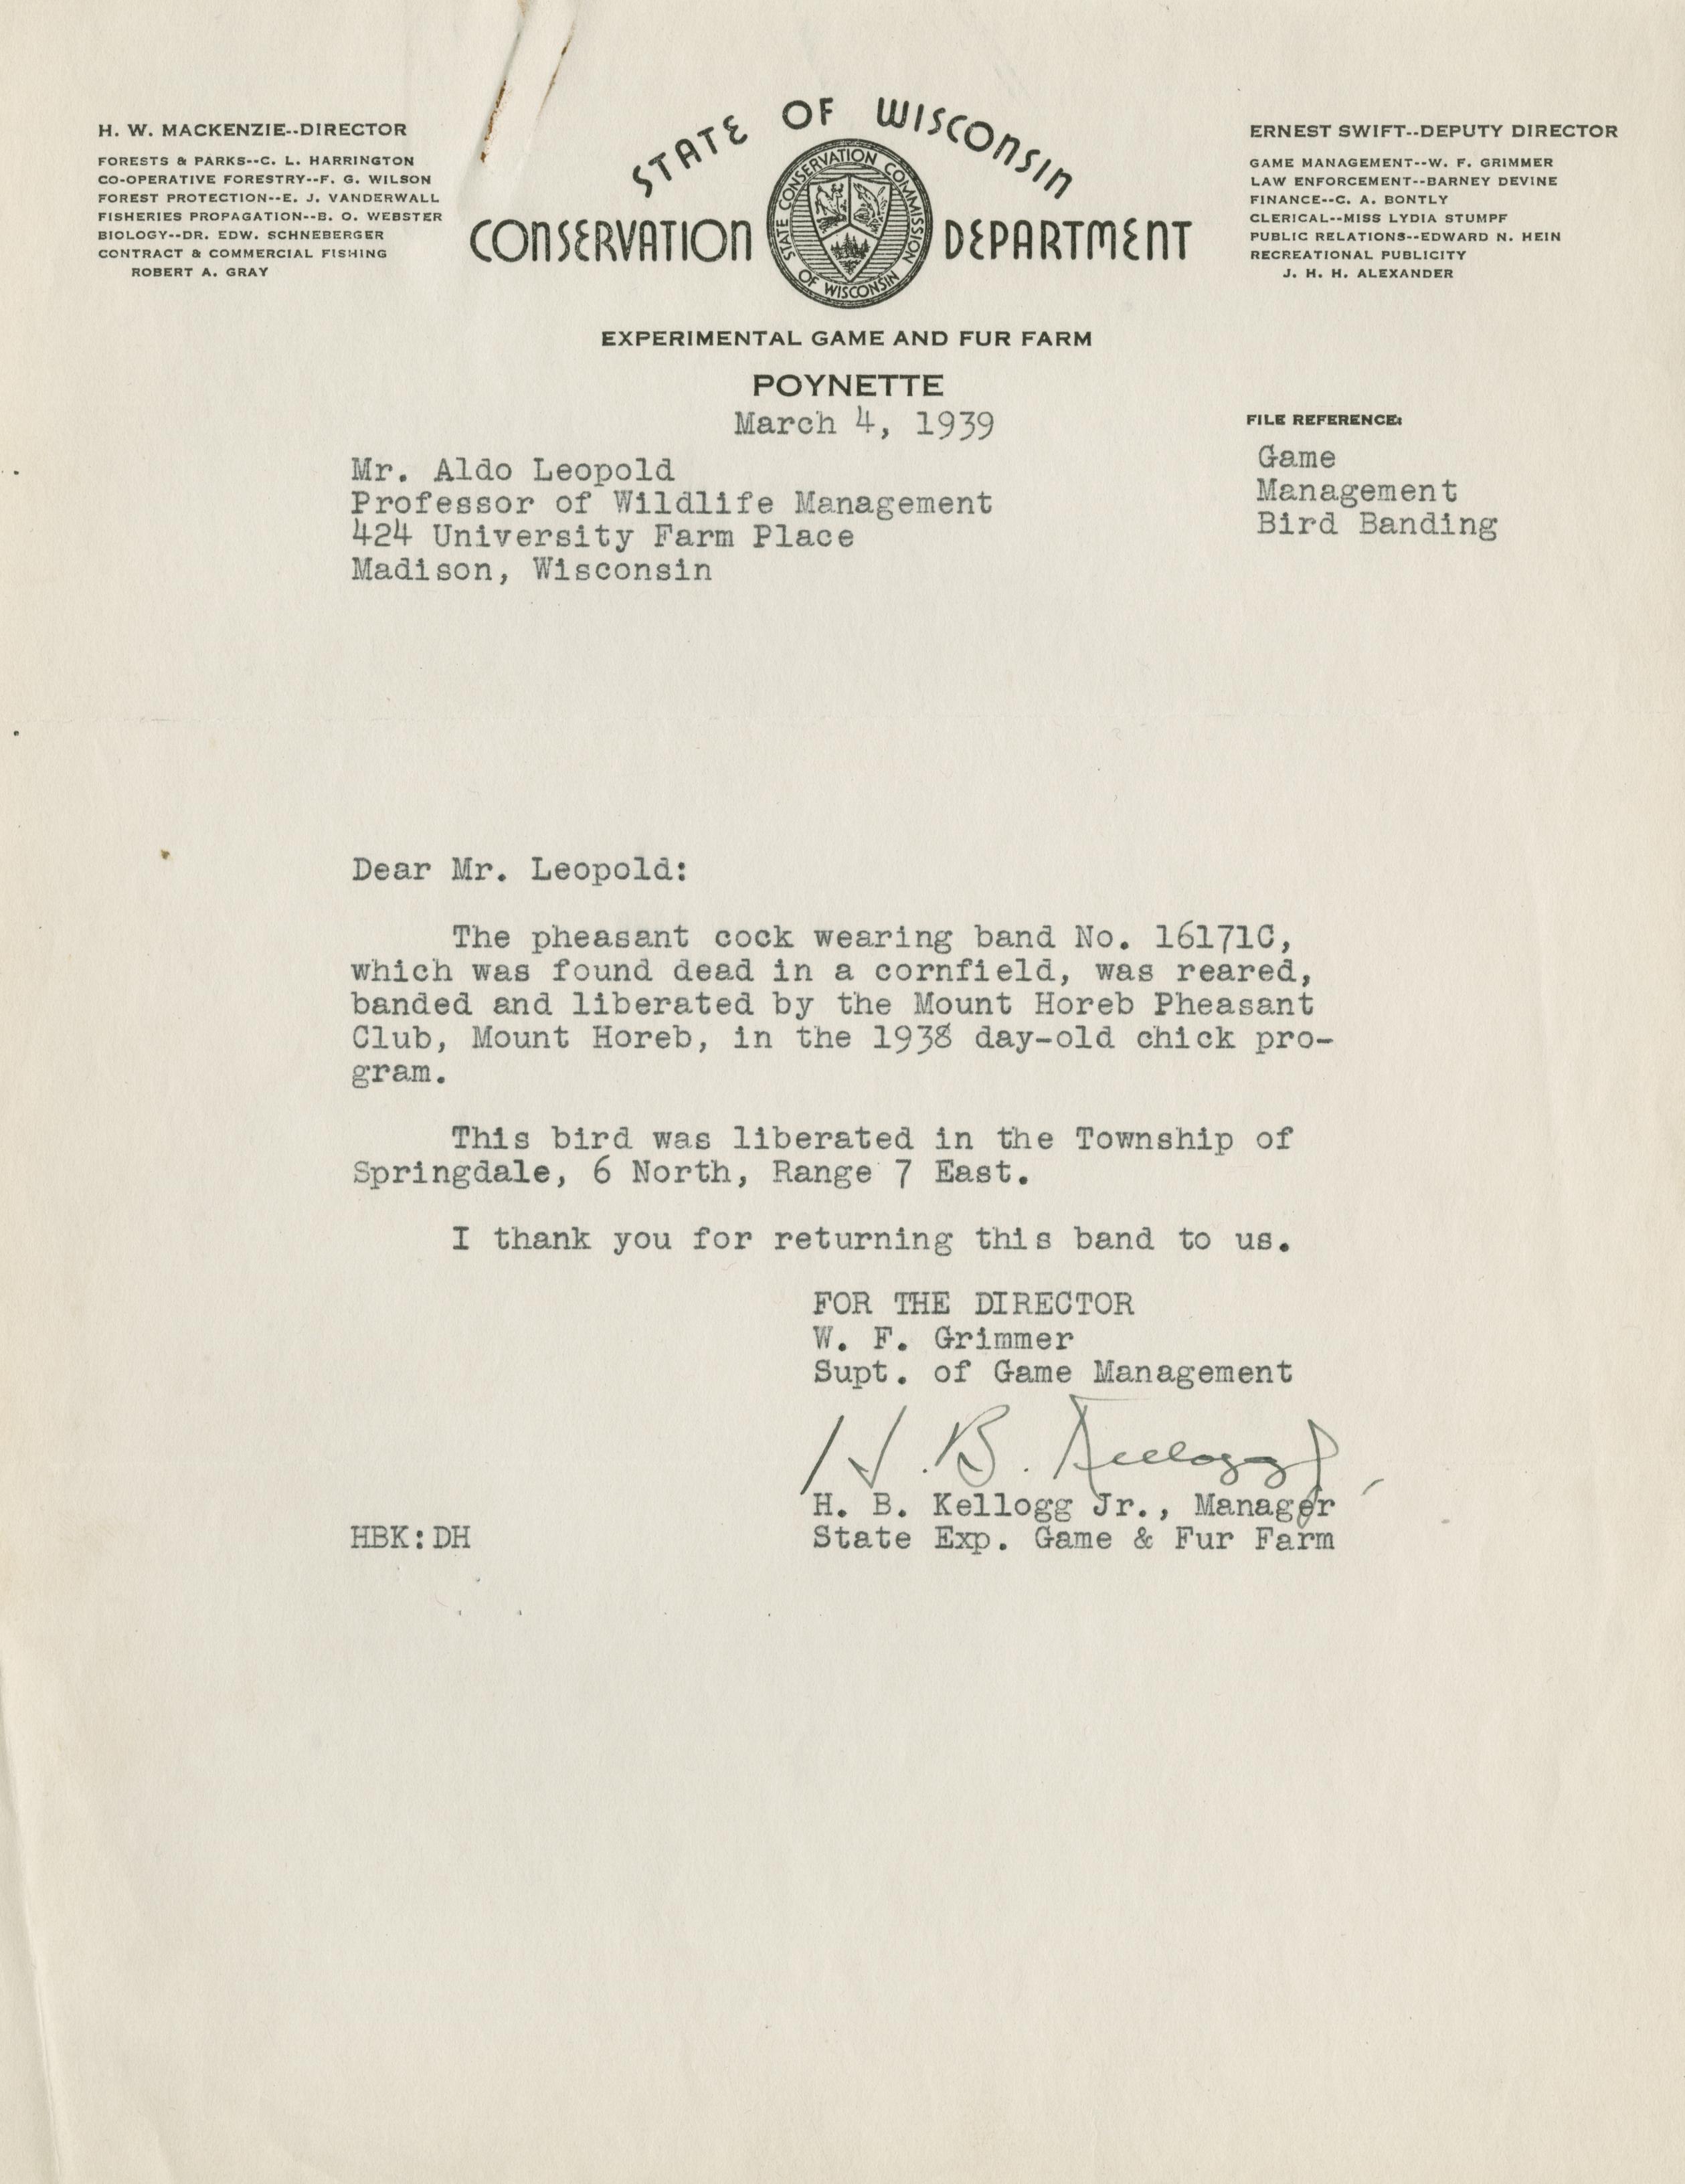 H. W. MACKENZIE--DIRECTOR
FORESTS & PARKS--C. L. HARRINGTON
CO-OPERATIVE FORESTRY--F. G. WILSON
FOREST PROTECTION--E. J. VANDERWALL
FISHERIES PROPAGATION--B. O. WEBSTER
BIOLOGY--DR. EDW. SCHNEBERGER
CONTRACT & COMMERCIAL FISHING
ROBERT A. GRAY
STATE OF WISCONSIN
CONSERVATION DEPARTMENT
STATE CONSERVATION COMMISSION
OF WISCONSIN
ERNEST SWIFT--DEPUTY DIRECTOR
GAME MANAGEMENT--W. F. GRIMMER
LAW ENFORCEMENT--BARNEY DEVINE
FINANCE--C. A. BONTLY
CLERICAL--MISS LYDIA STUMPF
PUBLIC RELATIONS--EDWARD N. HEIN
RECREATIONAL PUBLICITY
J. H. H. ALEXANDER
EXPERIMENTAL GAME AND FUR FARM
POYNETTE
March 4, 1939
FILE REFERENCE:
Game
Management
Bird Banding
Mr. Aldo Leopold
Professor of Wildlife Management
424 University Farm Place
Madison, Wisconsin
Dear Mr. Leopold:
The pheasant cock wearing band No. 16171C,
which was found dead in a cornfield, was reared,
banded and liberated by the Mount Horeb Pheasant
Club, Mount Horeb, in the 1938 day-old chick pro-
gram.
This bird was liberated in the Township of
Springdale, 6 North, Range 7 East.
I thank you for returning this band to us.
FOR THE DIRECTOR
W. F. Grimmer
Supt. of Game Management
H. B. Kellogg Jr.
H. B. Kellogg Jr., Manager
HBK:DH State Exp. Game & Fur Farm